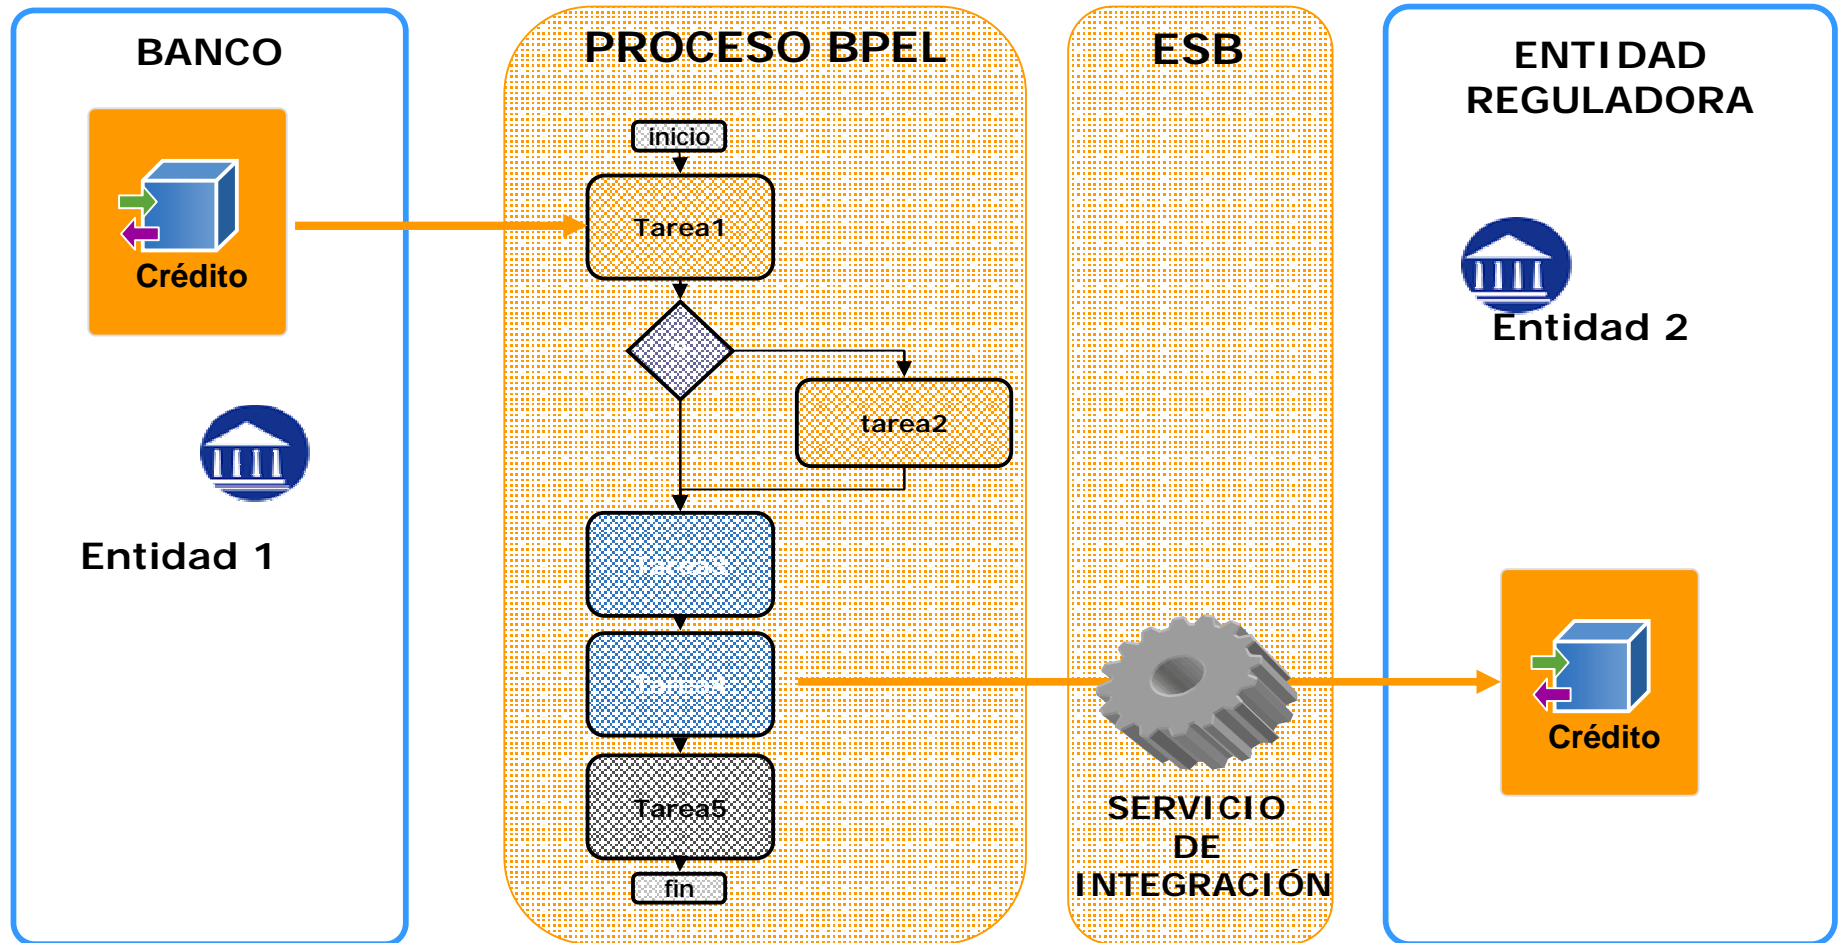 BANCO
Crédito
Entidad 1
PROCESO BPEL
inicio
Tarea1
tarea2
Tarea5
fin
ESB
SERVICIO
DE
INTEGRACIÓN
ENTIDAD
REGULADORA
Entidad 2
Crédito